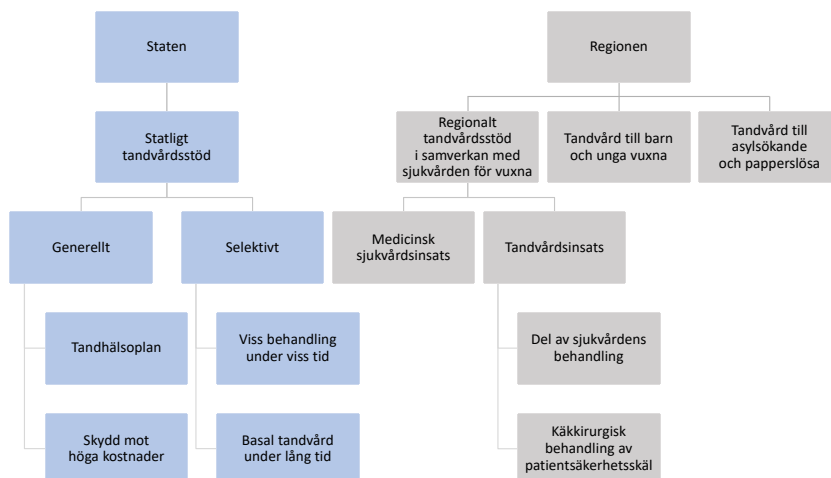 Staten
Regionen
Statligt
tandvårdsstöd
Regionalt
tandvårdsstöd
i samverkan med
sjukvården för vuxna
Tandvård till barn
och unga vuxna
Tandvård till
asylsökande
och papperslösa
Generellt
Selektivt
Medicinsk
sjukvårdsinsats
Tandvårdsinsats
Tandhälsoplan
Viss behandling
under viss tid
Del av sjukvårdens
behandling
Skydd mot
höga kostnader
Basal tandvård
under lång tid
Käkkirurgisk
behandling av
patientsäkerhetsskäl